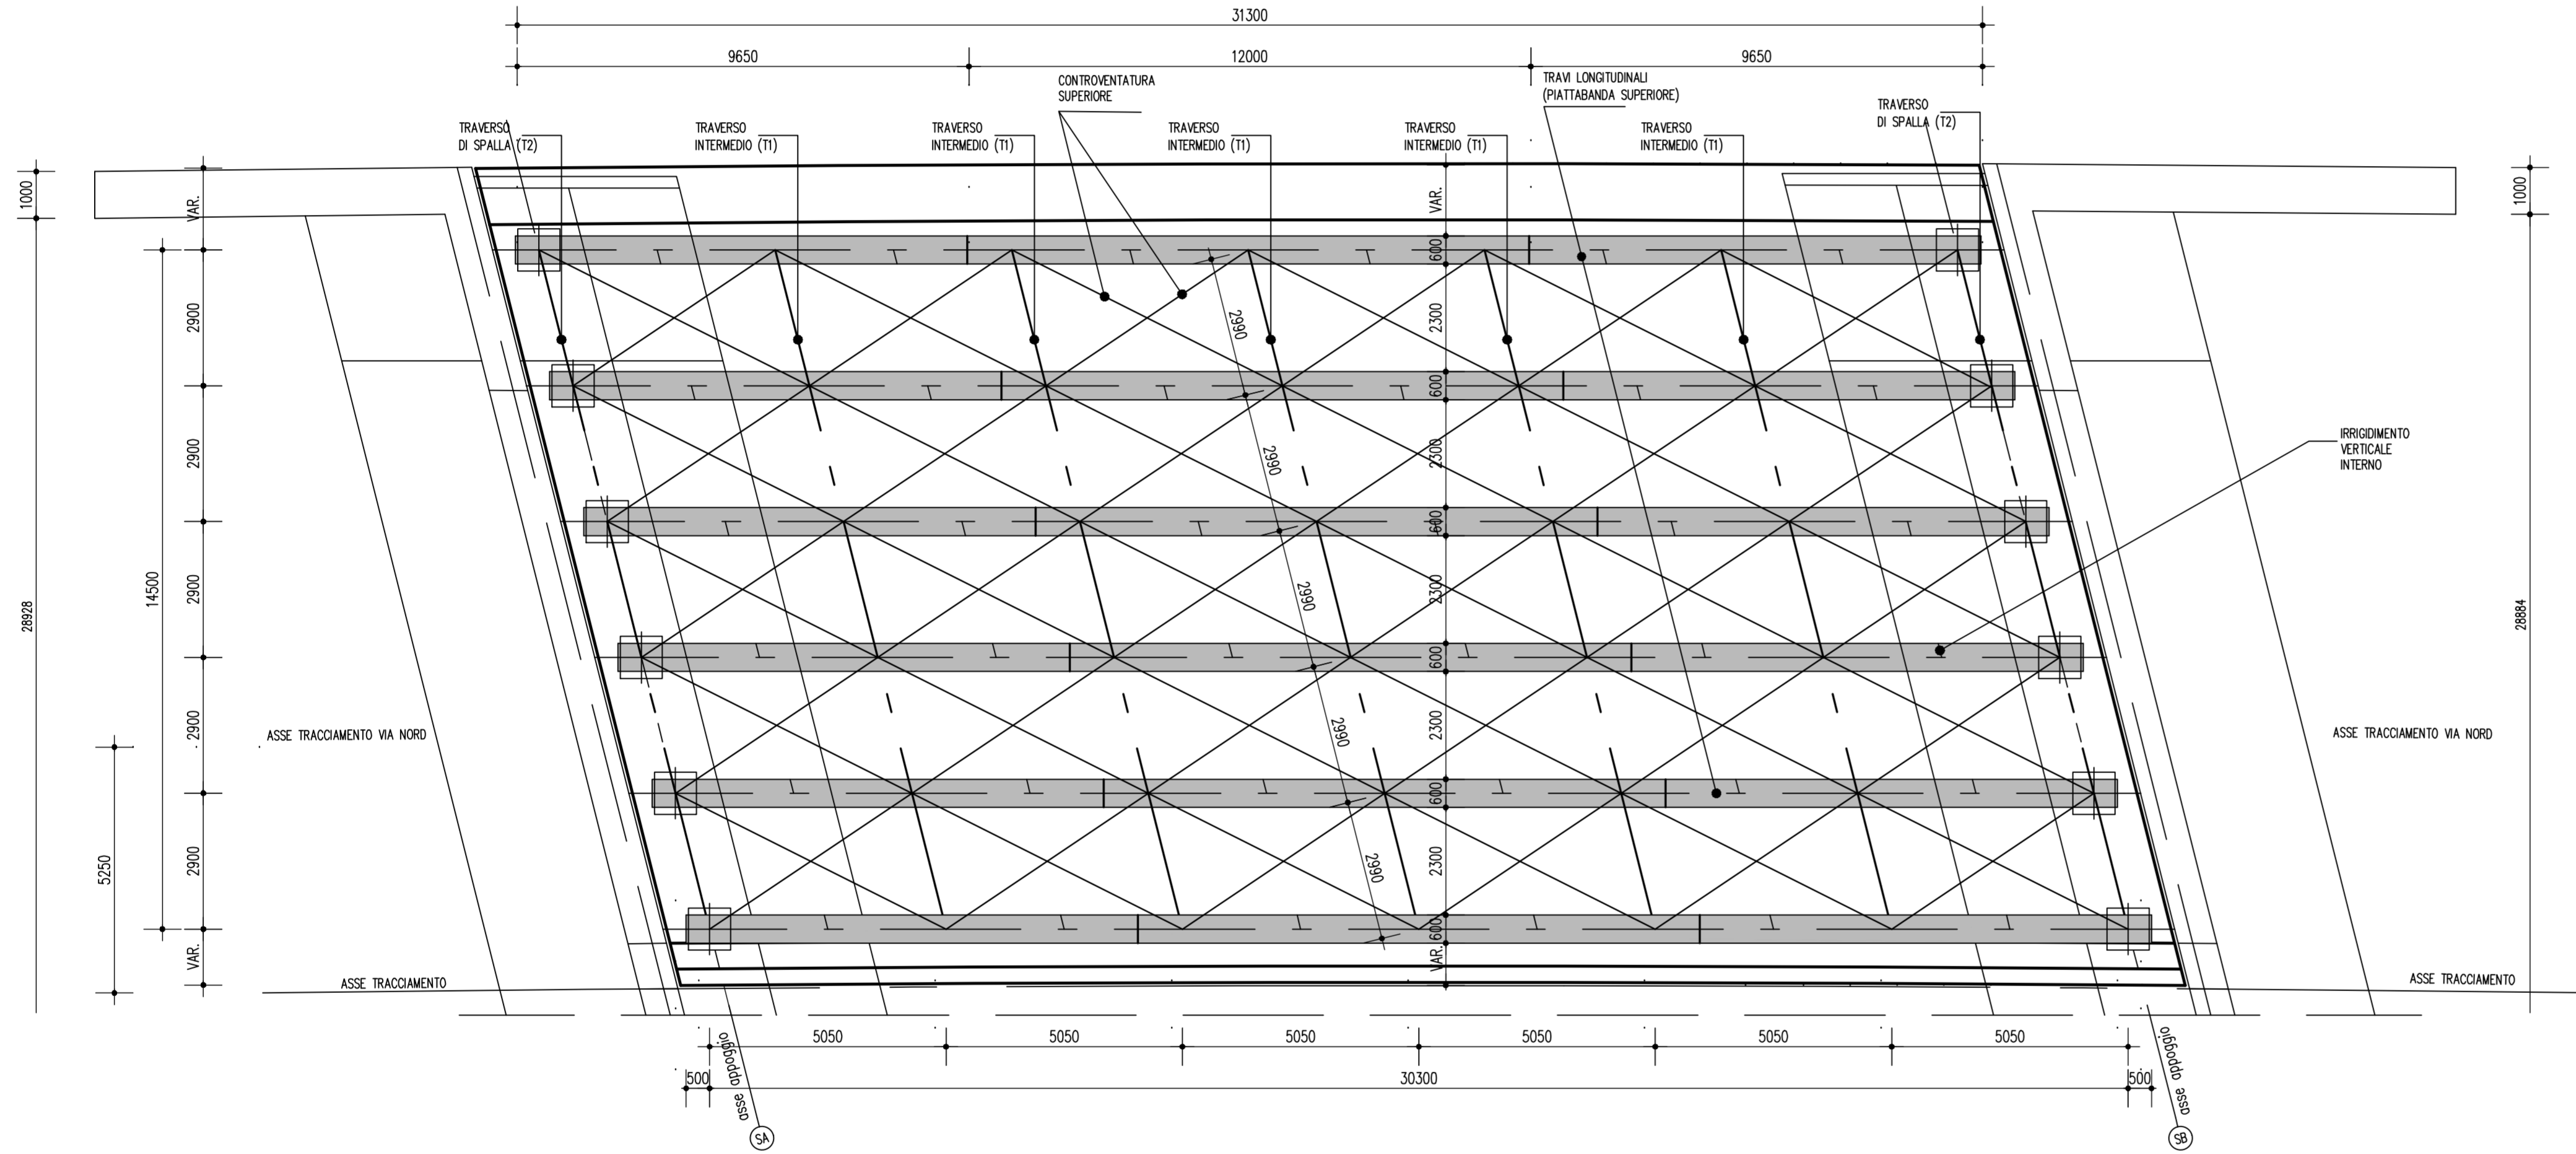 31300
9650 12000 9650
CONTROVENTATURA
SUPERIORE
TRAVI LONGITUDINALI
(PIATTABANDA SUPERIORE)
TRAVERSO
DI SPALLA (T2)
TRAVERSO
INTERMEDIO (T1)
TRAVERSO
INTERMEDIO (T1)
TRAVERSO
INTERMEDIO (T1)
TRAVERSO
INTERMEDIO (T1)
TRAVERSO
INTERMEDIO (T1)
TRAVERSO
DI SPALLA (T2)
1000
28928
5250
14500
VAR.
2900
2900
2900
2900
2900
VAR.
VAR.
600
2300
600
2300
600
2300
600
2300
600
2300
600
VAR.
2990
2990
2990
2990
2990
1000
28884
IRRIGIDIMENTO
VERTICALE
INTERNO
ASSE TRACCIAMENTO VIA NORD
ASSE TRACCIAMENTO VIA NORD
ASSE TRACCIAMENTO
ASSE TRACCIAMENTO
5050 5050 5050 5050 5050 5050
500 30300 500
asse appoggio
asse appoggio
SA
SB